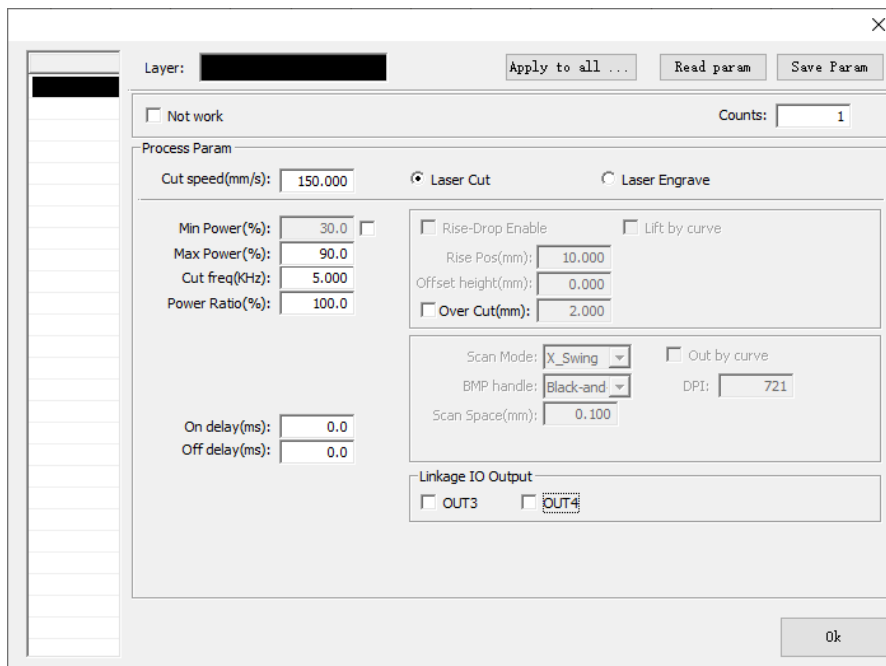 Layer: Apply to all ... Read param Save Param
Not work Counts: 1
Process Param
Cut speed(mm/s): 150.000 Laser Cut Laser Engrave
Min Power(%): 30.0 Rise-Drop Enable Lift by curve
Max Power(%): 90.0 Rise Pos(mm): 10.000
Cut freq(KHz): 5.000 Offset height(mm): 0.000
Power Ratio(%): 100.0 Over Cut(mm): 2.000
Scan Mode: X_Swing Out by curve
BMP handle: Black-and- DPI: 721
Scan Space(mm): 0.100
On delay(ms): 0.0
Off delay(ms): 0.0
Linkage IO Output
OUT3 OUT4
Ok